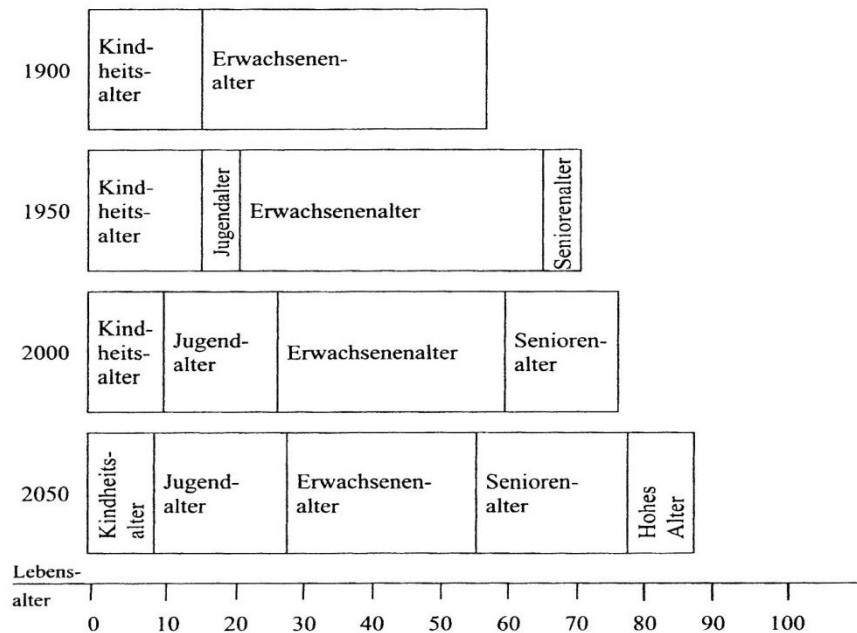 1900
Kind-
heits-
alter
Erwachsenen-
alter
1950
Kind-
heits-
alter
Jugendalter
Erwachsenenalter
Seniorenalter
2000
Kind-
heits-
alter
Jugend-
alter
Erwachsenenalter
Senioren-
alter
2050
Kindheits-
alter
Jugend-
alter
Erwachsenen-
alter
Senioren-
alter
Hohes
Alter
Lebens-
alter
0 10 20 30 40 50 60 70 80 90 100